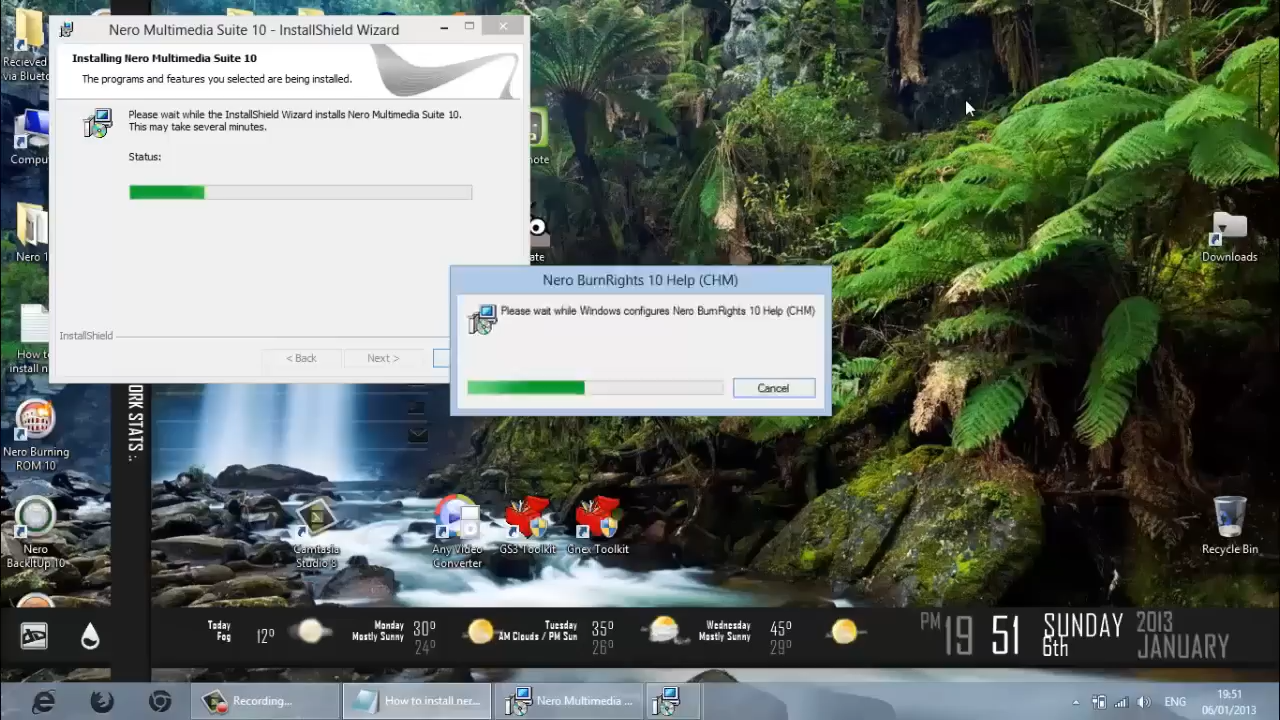 Nero Multimedia Suite 10 - InstallShield Wizard
Installing Nero Multimedia Suite 10
The programs and features you selected are being installed.
Please wait while the InstallShield Wizard installs Nero Multimedia Suite 10.
This may take several minutes.
Status:
InstallShield
< Back
Next >
Nero BurnRights 10 Help (CHM)
Please wait while Windows configures Nero BurnRights 10 Help (CHM)
Cancel
Recieved
via Blueto
Comput
Nero 1
How to
install n
Nero Burning
ROM 10
Nero
BackItUp 10
ORK STATS:.
Camtasia
Studio 8
Any Video
Converter
GS3 Toolkit
Gnex Toolkit
Downloads
Recycle Bin
Today
Fog
12°
Monday
Mostly Sunny
30°
24°
Tuesday
AM Clouds / PM Sun
35°
26°
Wednesday
Mostly Sunny
45°
29°
PM
19
51
SUNDAY
6th
2013
JANUARY
Recording...
How to install ner...
Nero Multimedia ...
ENG
19:51
06/01/2013